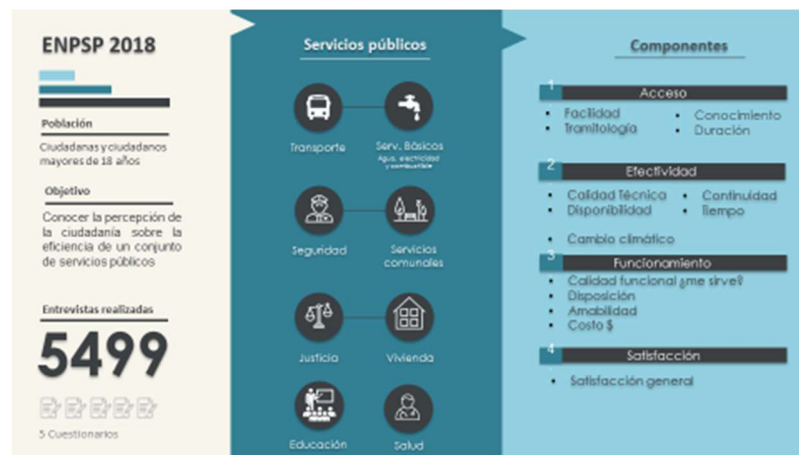 ENPSP 2018
Población
Ciudadanas y ciudadanos
mayores de 18 años
Objetivo
Conocer la percepción de
la ciudadanía sobre la
eficiencia de un conjunto
de servicios públicos
Entrevistas realizadas
5499
5 Cuestionarios
Servicios públicos
Transporte
Serv. Básicos
Agua, electricidad
y combustible
Seguridad
Servicios
comunales
Justicia
Vivienda
Educación
Salud
Componentes
1 Acceso
• Facilidad
• Tramitología
• Conocimiento
• Duración
2 Efectividad
• Calidad Técnica
• Disponibilidad
• Continuidad
• Tiempo
• Cambio climático
3 Funcionamiento
• Calidad funcional ¿me sirve?
• Disposición
• Amabilidad
• Costo $
4 Satisfacción
• Satisfacción general